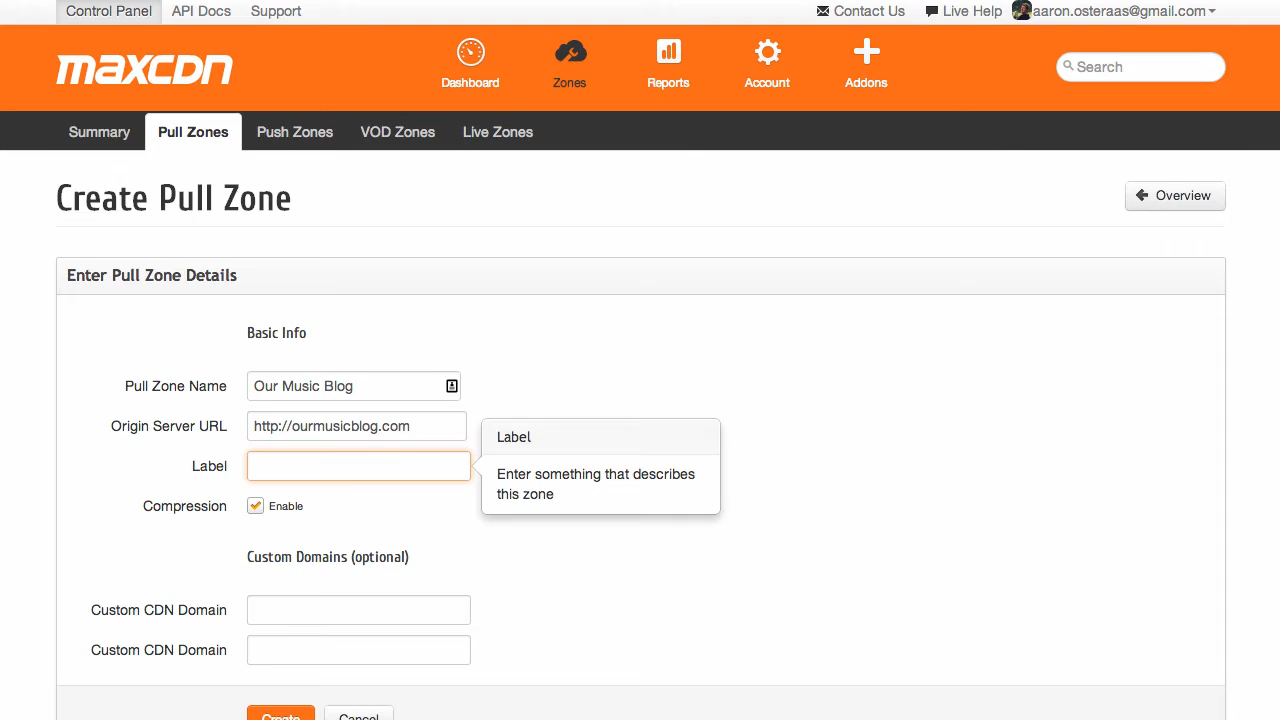 Control Panel API Docs Support Contact Us Live Help aaron.osteraas@gmail.com
maxcdn Dashboard Zones Reports Account Addons Search
Summary Pull Zones Push Zones VOD Zones Live Zones
Create Pull Zone Overview
Enter Pull Zone Details
Basic Info
Pull Zone Name Our Music Blog
Origin Server URL http://ourmusicblog.com
Label
Label
Enter something that describes
this zone
Compression Enable
Custom Domains (optional)
Custom CDN Domain
Custom CDN Domain
Create Cancel